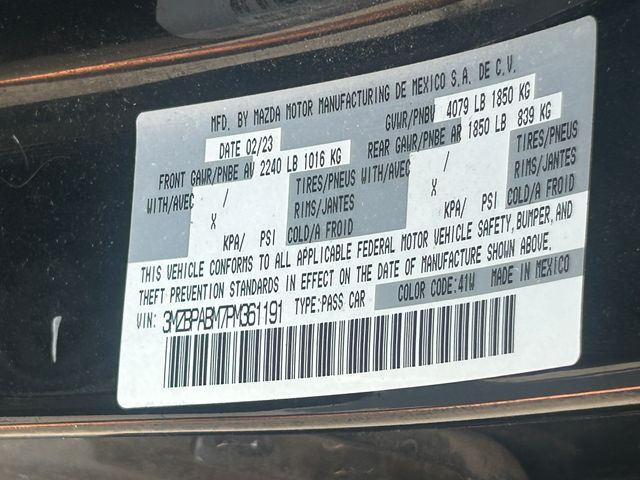 MFD. BY MAZDA MOTOR MANUFACTURING DE MEXICO S.A. DE C.V.
DATE 02/23 GVWR/PNBV 4079 LB 1850 KG
FRONT GAWR/PNBE AV 2240 LB 1016 KG REAR GAWR/PNBE AR 1850 LB 839 KG
WITH/AVEC / TIRES/PNEUS WITH/AVEC / TIRES/PNEUS
X RIMS/JANTES X RIMS/JANTES
KPA/ PSI COLD/A FROID KPA/ PSI COLD/A FROID
THIS VEHICLE CONFORMS TO ALL APPLICABLE FEDERAL MOTOR VEHICLE SAFETY, BUMPER, AND
THEFT PREVENTION STANDARDS IN EFFECT ON THE DATE OF MANUFACTURE SHOWN ABOVE.
VIN: 3MZBPABM7PM361191 TYPE:PASS CAR COLOR CODE:41W MADE IN MEXICO